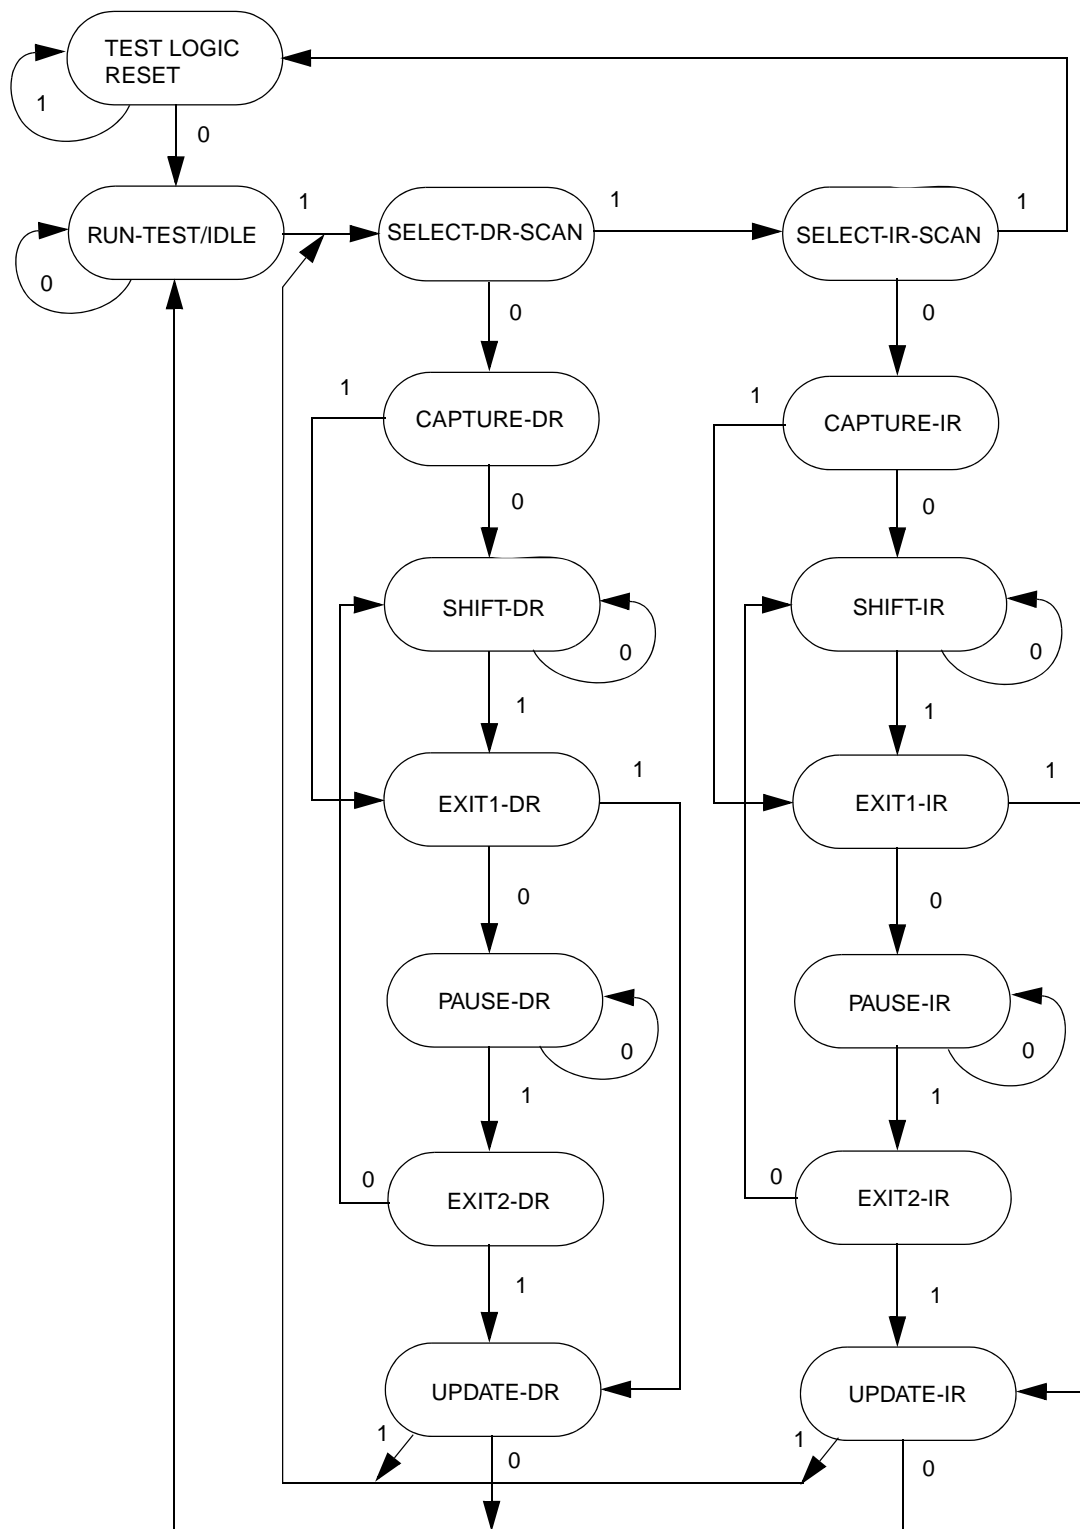 TEST LOGIC
RESET
1
0
RUN-TEST/IDLE
1
SELECT-DR-SCAN
1
SELECT-IR-SCAN
1
0
0
0
1
CAPTURE-DR
1
CAPTURE-IR
0
0
SHIFT-DR
0
SHIFT-IR
0
1
1
EXIT1-DR
1
EXIT1-IR
1
0
0
PAUSE-DR
0
PAUSE-IR
0
1
1
0
EXIT2-DR
0
EXIT2-IR
1
1
UPDATE-DR
UPDATE-IR
1
0
1
0